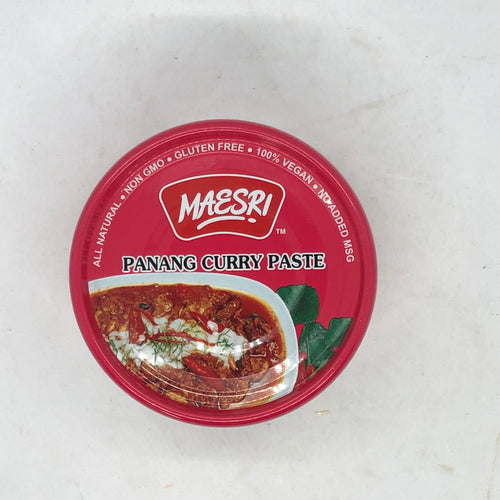 ALL NATURAL • NON GMO • GLUTEN FREE • 100% VEGAN • NO ADDED MSG
MAESRI
TM
PANANG CURRY PASTE